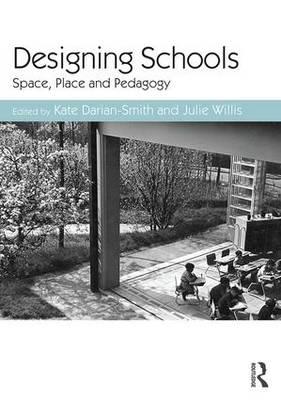 Designing Schools
Space, Place and Pedagogy
Edited by Kate Darian-Smith and Julie Willis
R
ROUTLEDGE